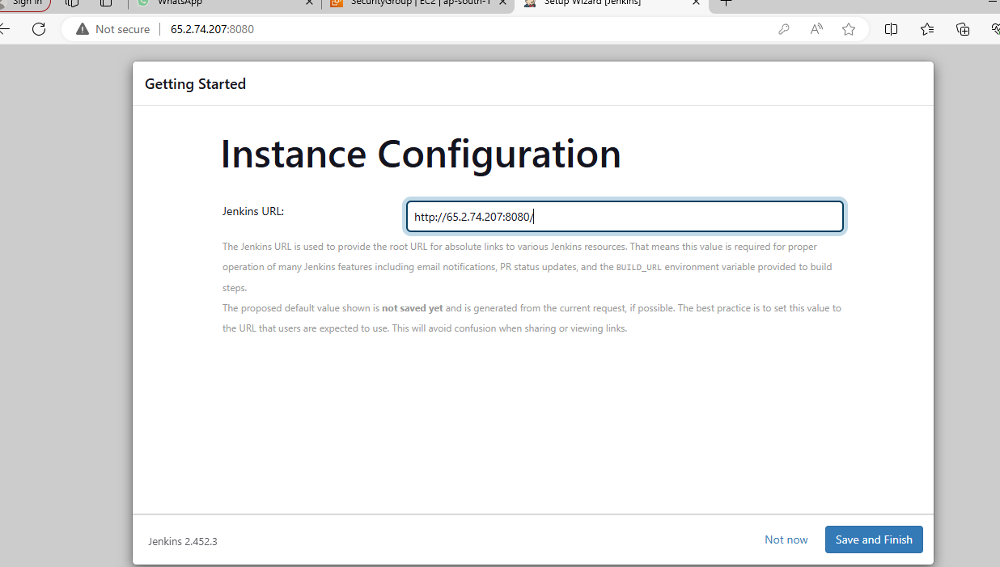 Sign in
WhatsApp
SecurityGroup | EC2 | ap-south-1
Setup Wizard [Jenkins]
Not secure
65.2.74.207:8080
Getting Started
Instance Configuration
Jenkins URL:
http://65.2.74.207:8080/
The Jenkins URL is used to provide the root URL for absolute links to various Jenkins resources. That means this value is required for proper
operation of many Jenkins features including email notifications, PR status updates, and the BUILD_URL environment variable provided to build
steps.
The proposed default value shown is not saved yet and is generated from the current request, if possible. The best practice is to set this value to
the URL that users are expected to use. This will avoid confusion when sharing or viewing links.
Jenkins 2.452.3
Not now
Save and Finish